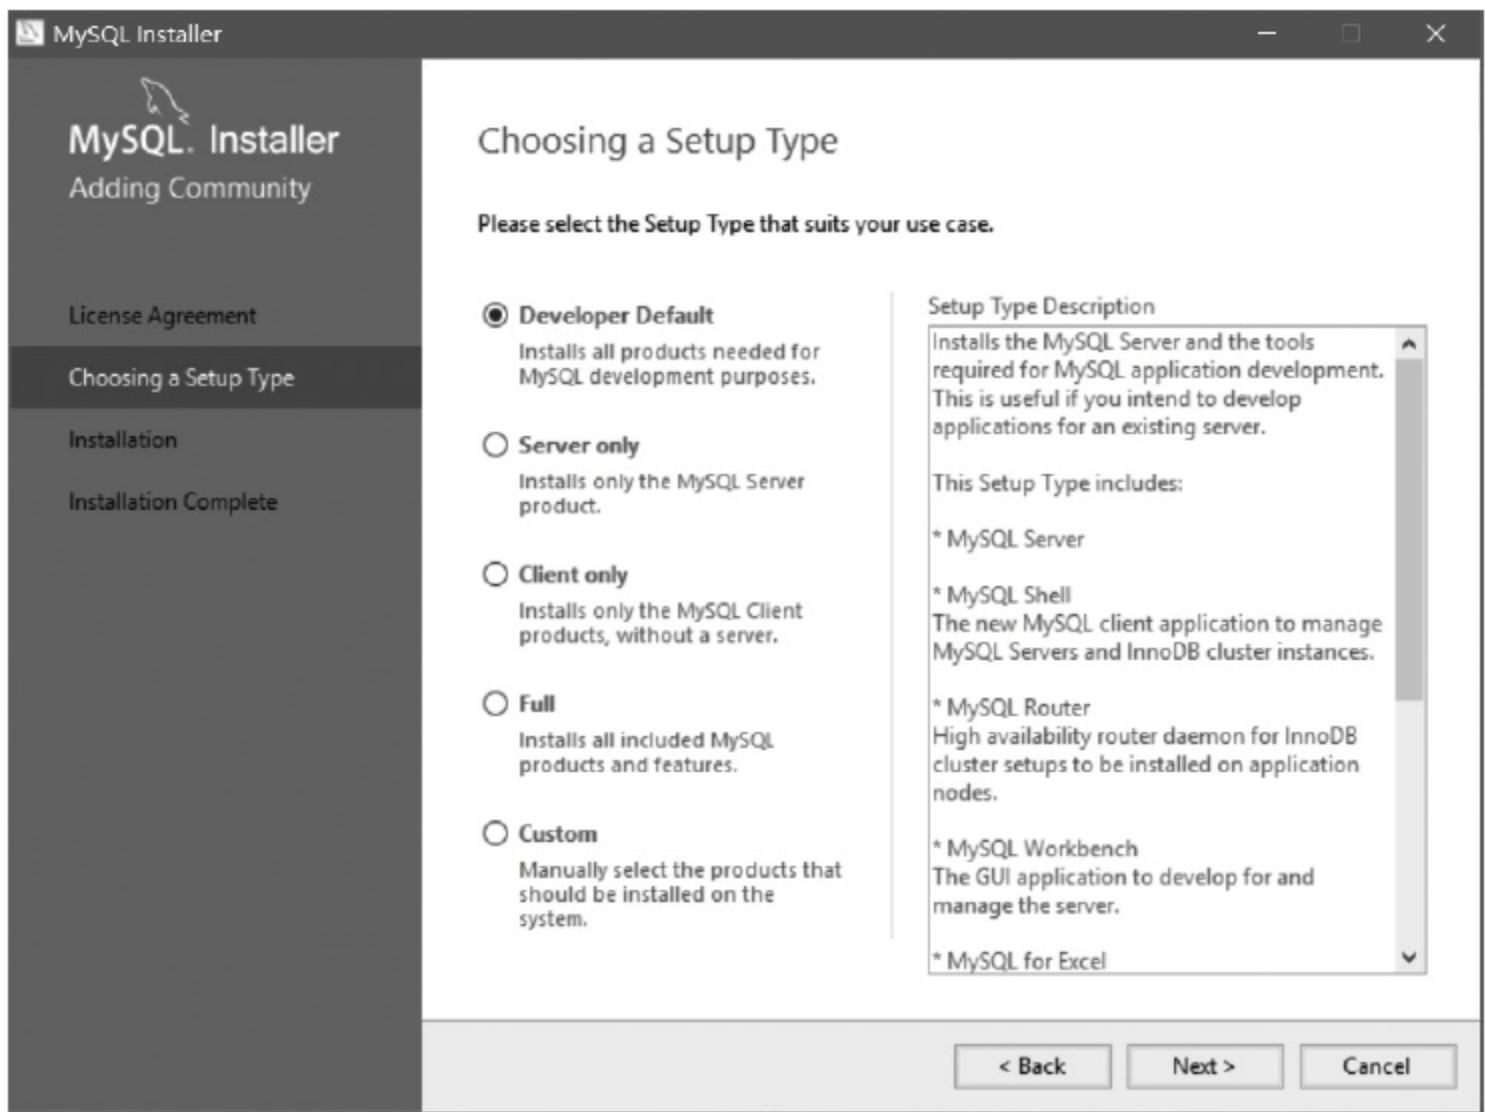 MySQL Installer
MySQL. Installer
Adding Community
License Agreement
Choosing a Setup Type
Installation
Installation Complete
Choosing a Setup Type
Please select the Setup Type that suits your use case.
Developer Default
Installs all products needed for
MySQL development purposes.
Server only
Installs only the MySQL Server
product.
Client only
Installs only the MySQL Client
products, without a server.
Full
Installs all included MySQL
products and features.
Custom
Manually select the products that
should be installed on the
system.
Setup Type Description
Installs the MySQL Server and the tools
required for MySQL application development.
This is useful if you intend to develop
applications for an existing server.
This Setup Type includes:
* MySQL Server
* MySQL Shell
The new MySQL client application to manage
MySQL Servers and InnoDB cluster instances.
* MySQL Router
High availability router daemon for InnoDB
cluster setups to be installed on application
nodes.
* MySQL Workbench
The GUI application to develop for and
manage the server.
* MySQL for Excel
< Back
Next >
Cancel